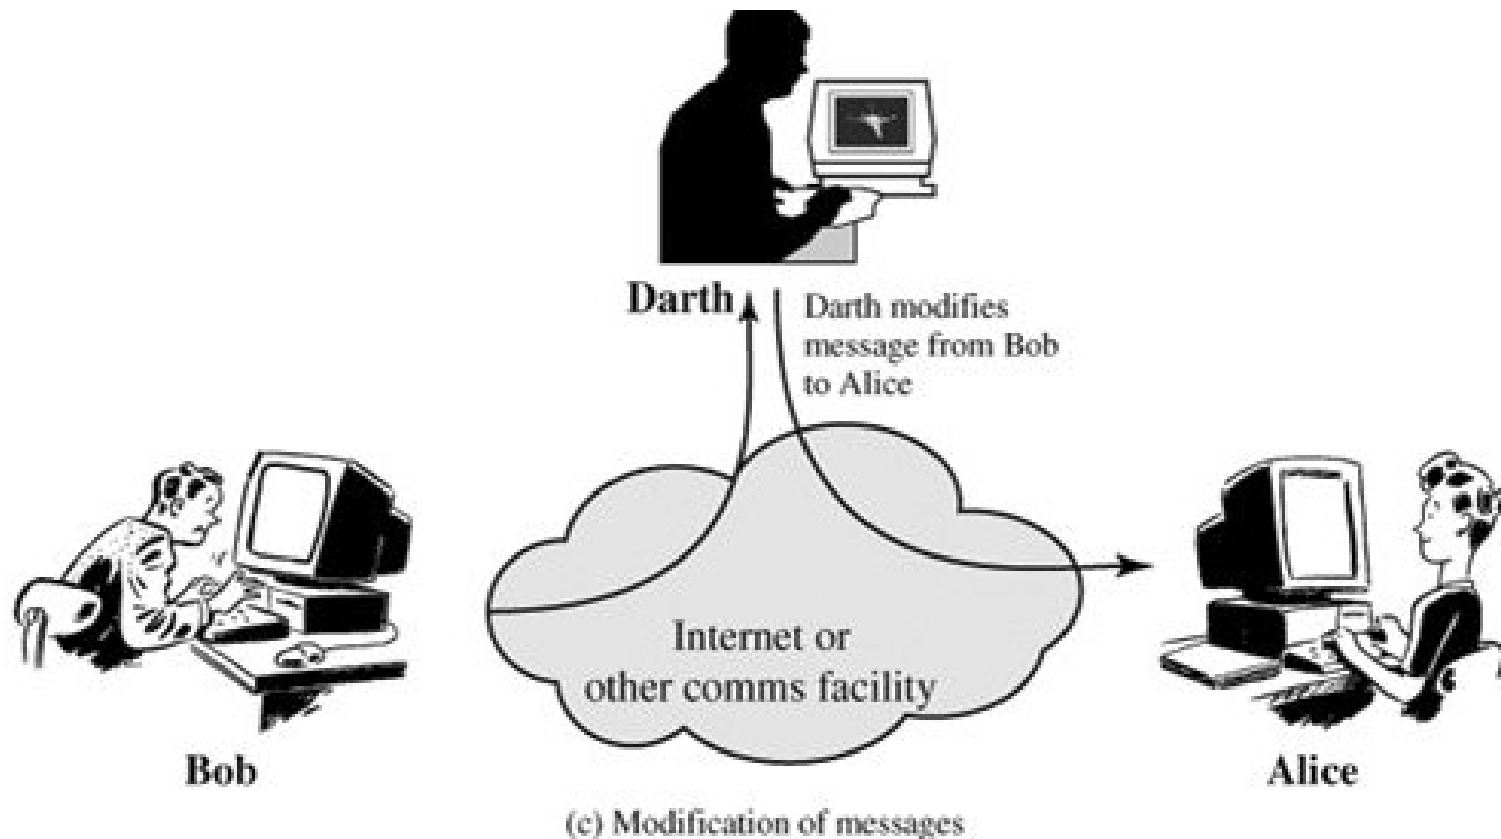 Darth
Darth modifies
message from Bob
to Alice
Internet or
other comms facility
Bob
Alice
(c) Modification of messages